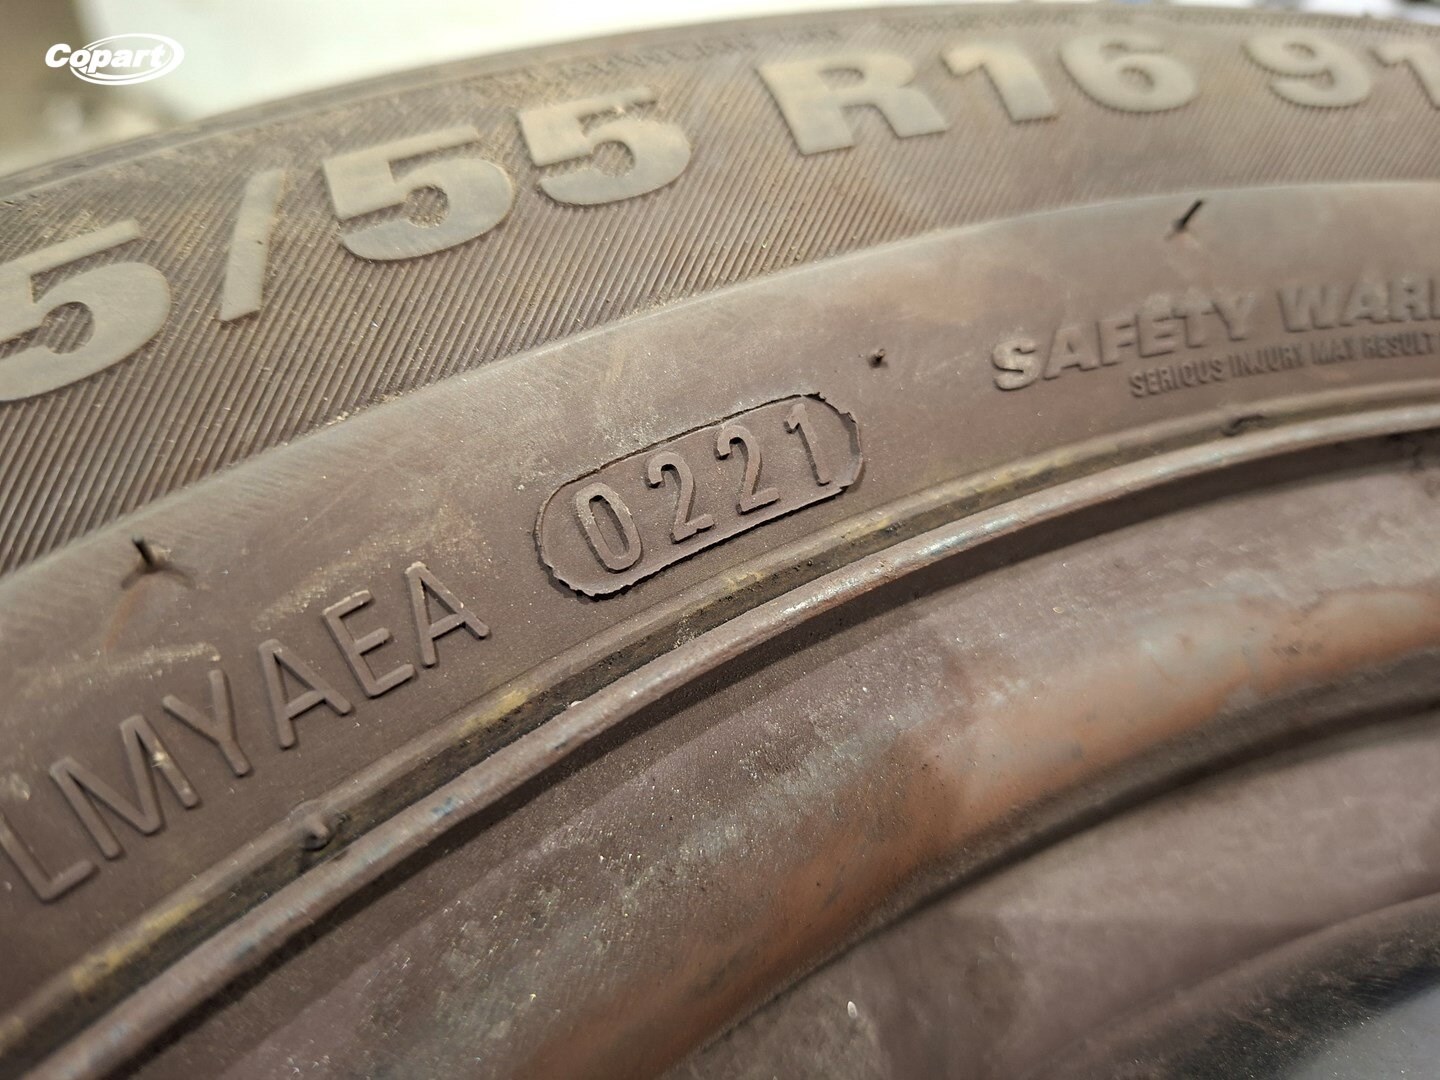 Copart
5/55 R16 91
SAFETY WAR
SERIOUS INJURY MAY RESULT
0221
LMYAEA